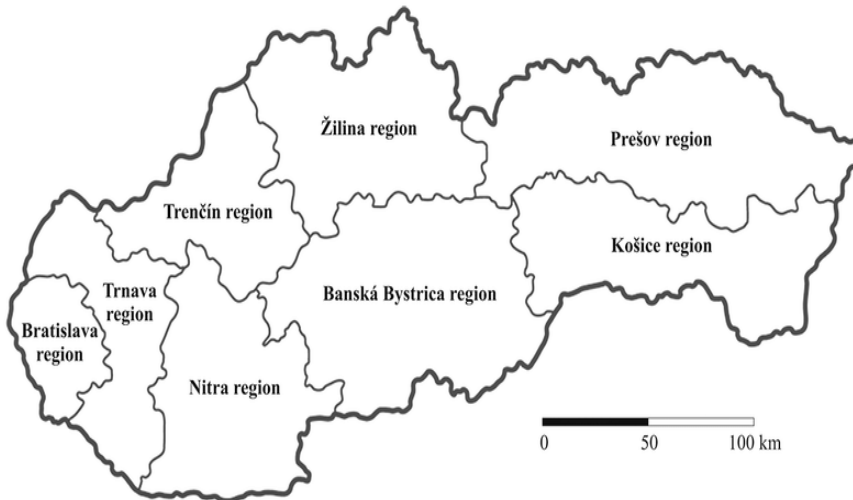 Žilina region
Prešov region
Trenčín region
Košice region
Trnava
region
Banská Bystrica region
Bratislava
region
Nitra region
0 50 100 km